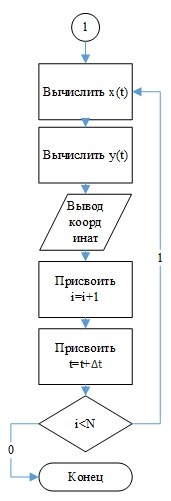 1
Вычислить x(t)
Вычислить y(t)
Вывод
коорд
инат
Присвоить
i=i+1
Присвоить
t=t+Δt
i<N
1
0
Конец